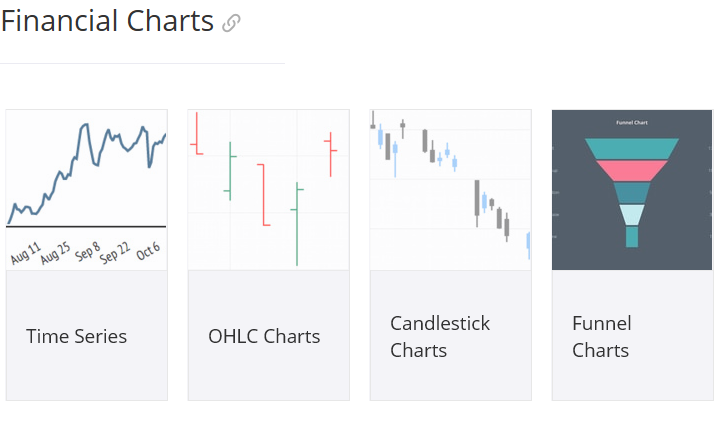 Financial Charts
Aug 11
Aug 25
Sep 8
Sep 22
Oct 6
Funnel Chart
Time Series
OHLC Charts
Candlestick
Charts
Funnel
Charts